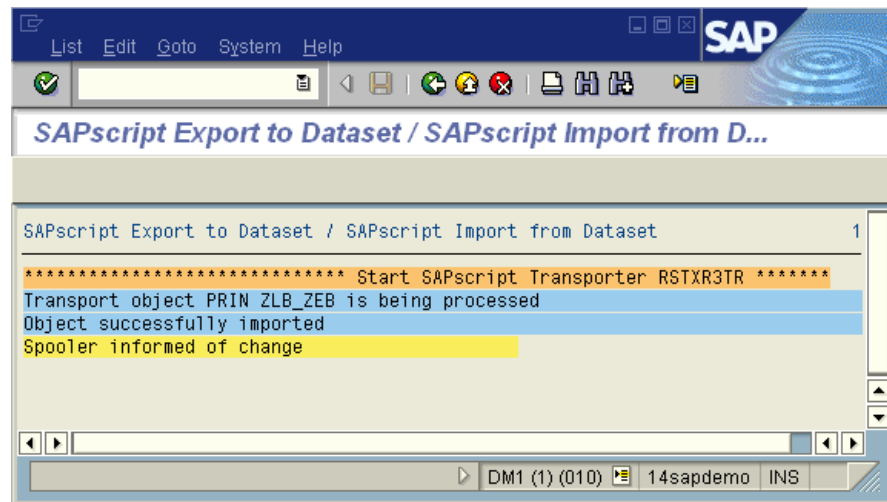 List Edit Goto System Help
SAP
SAPscript Export to Dataset / SAPscript Import from D...
SAPscript Export to Dataset / SAPscript Import from Dataset 1
****************************** Start SAPscript Transporter RSTXR3TR *******
Transport object PRIN ZLB_ZEB is being processed
Object successfully imported
Spooler informed of change
DM1 (1) (010) 14sapdemo INS